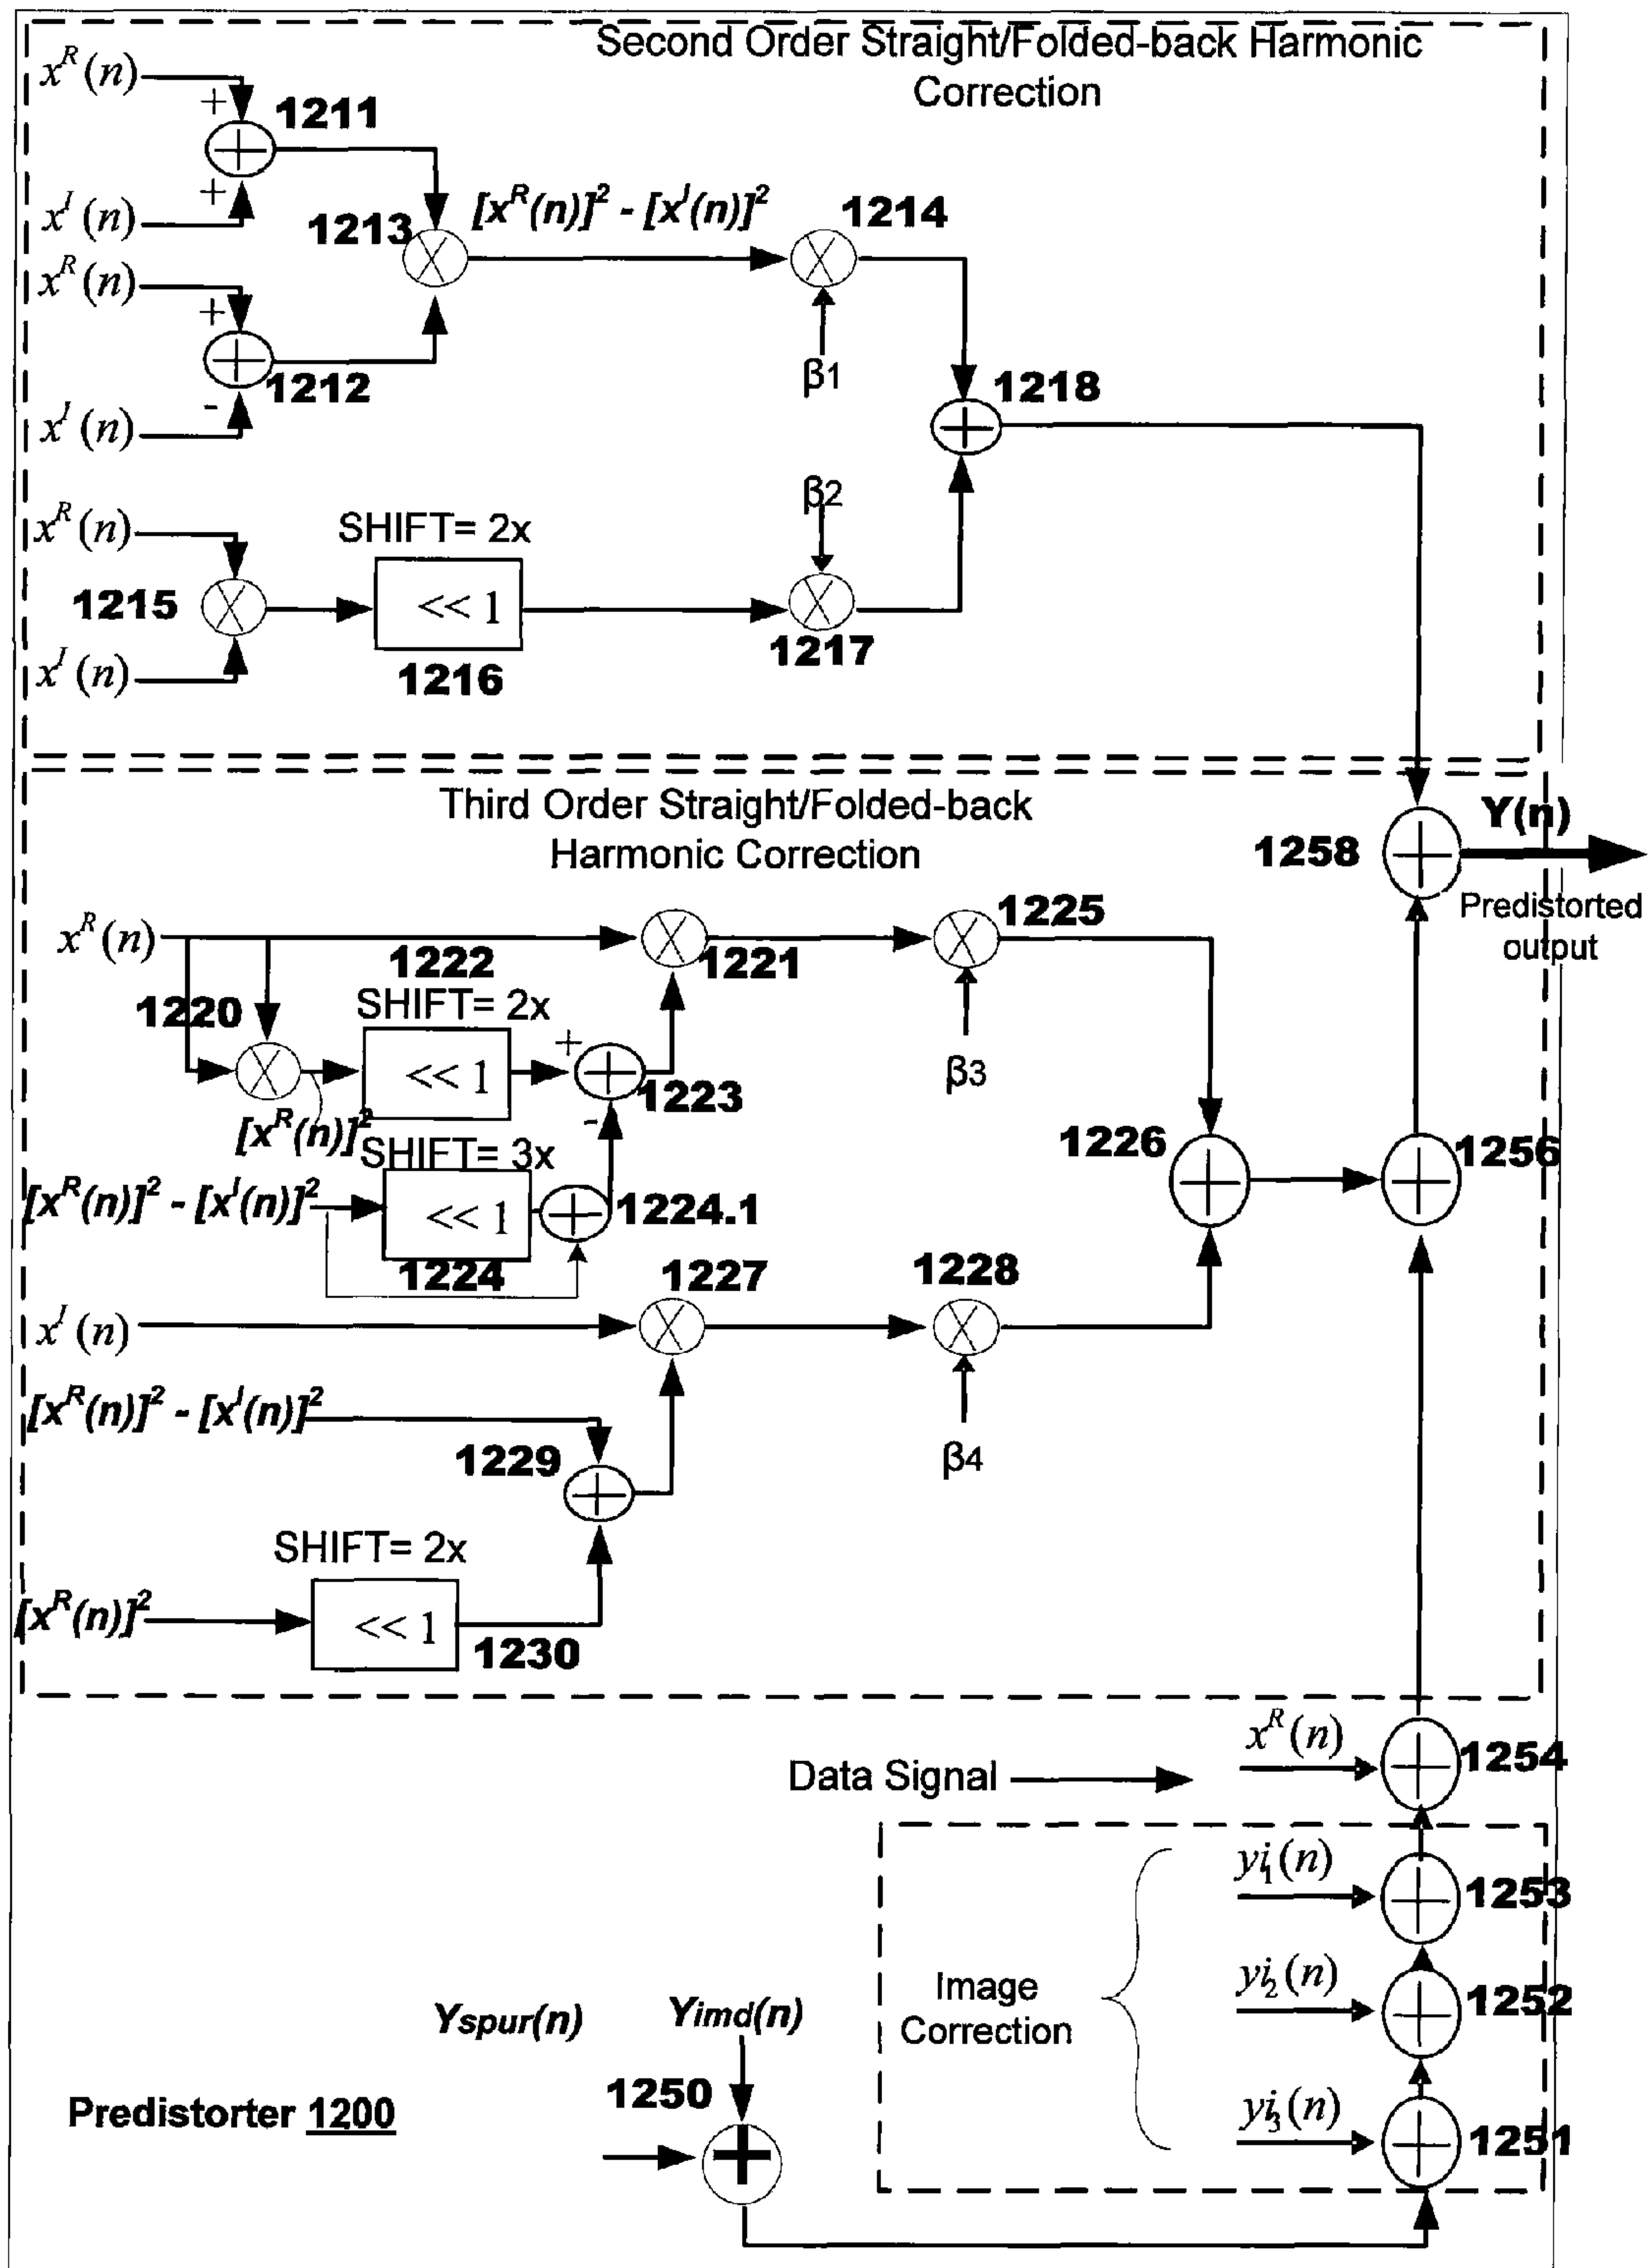 Second Order Straight/Folded-back Harmonic
Correction
x^R(n)
+
1211
+
x^I(n)
1213
[x^R(n)]^2 - [x^I(n)]^2
1214
x^R(n)
+
1212
-
x^I(n)
β1
1218
β2
x^R(n)
SHIFT= 2x
1215
<< 1
1217
x^I(n)
1216
Third Order Straight/Folded-back
Harmonic Correction
Y(n)
1258
Predistorted
output
x^R(n)
1225
1222
1221
1220
SHIFT= 2x
+
<< 1
1223
β3
[x^R(n)]^2
-
SHIFT= 3x
1226
1256
[x^R(n)]^2 - [x^I(n)]^2
<< 1
1224.1
1224
1227
1228
x^I(n)
[x^R(n)]^2 - [x^I(n)]^2
1229
β4
SHIFT= 2x
[x^R(n)]^2
<< 1
1230
x^R(n)
1254
Data Signal
yi_1(n)
1253
Image
Correction
yi_2(n)
1252
Yspur(n)
Yimd(n)
1250
Predistorter 1200
yi_3(n)
1251